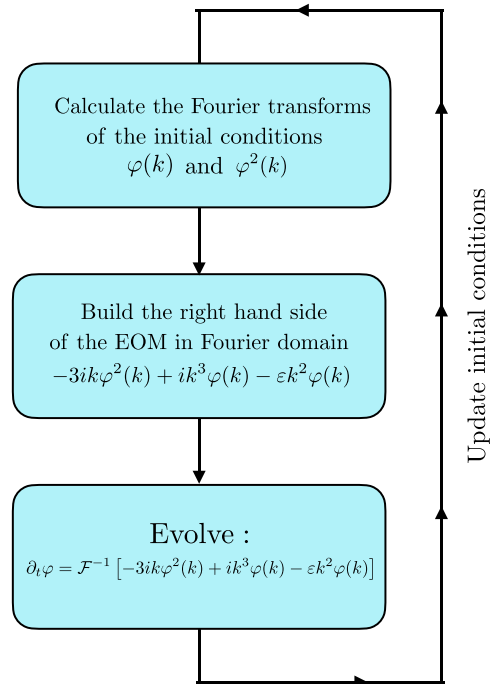 Calculate the Fourier transforms
of the initial conditions
φ(k) and φ²(k)
Build the right hand side
of the EOM in Fourier domain
−3ikφ²(k) + ik³φ(k) − εk²φ(k)
Evolve :
∂ₜφ = ℱ⁻¹ [−3ikφ²(k) + ik³φ(k) − εk²φ(k)]
Update initial conditions